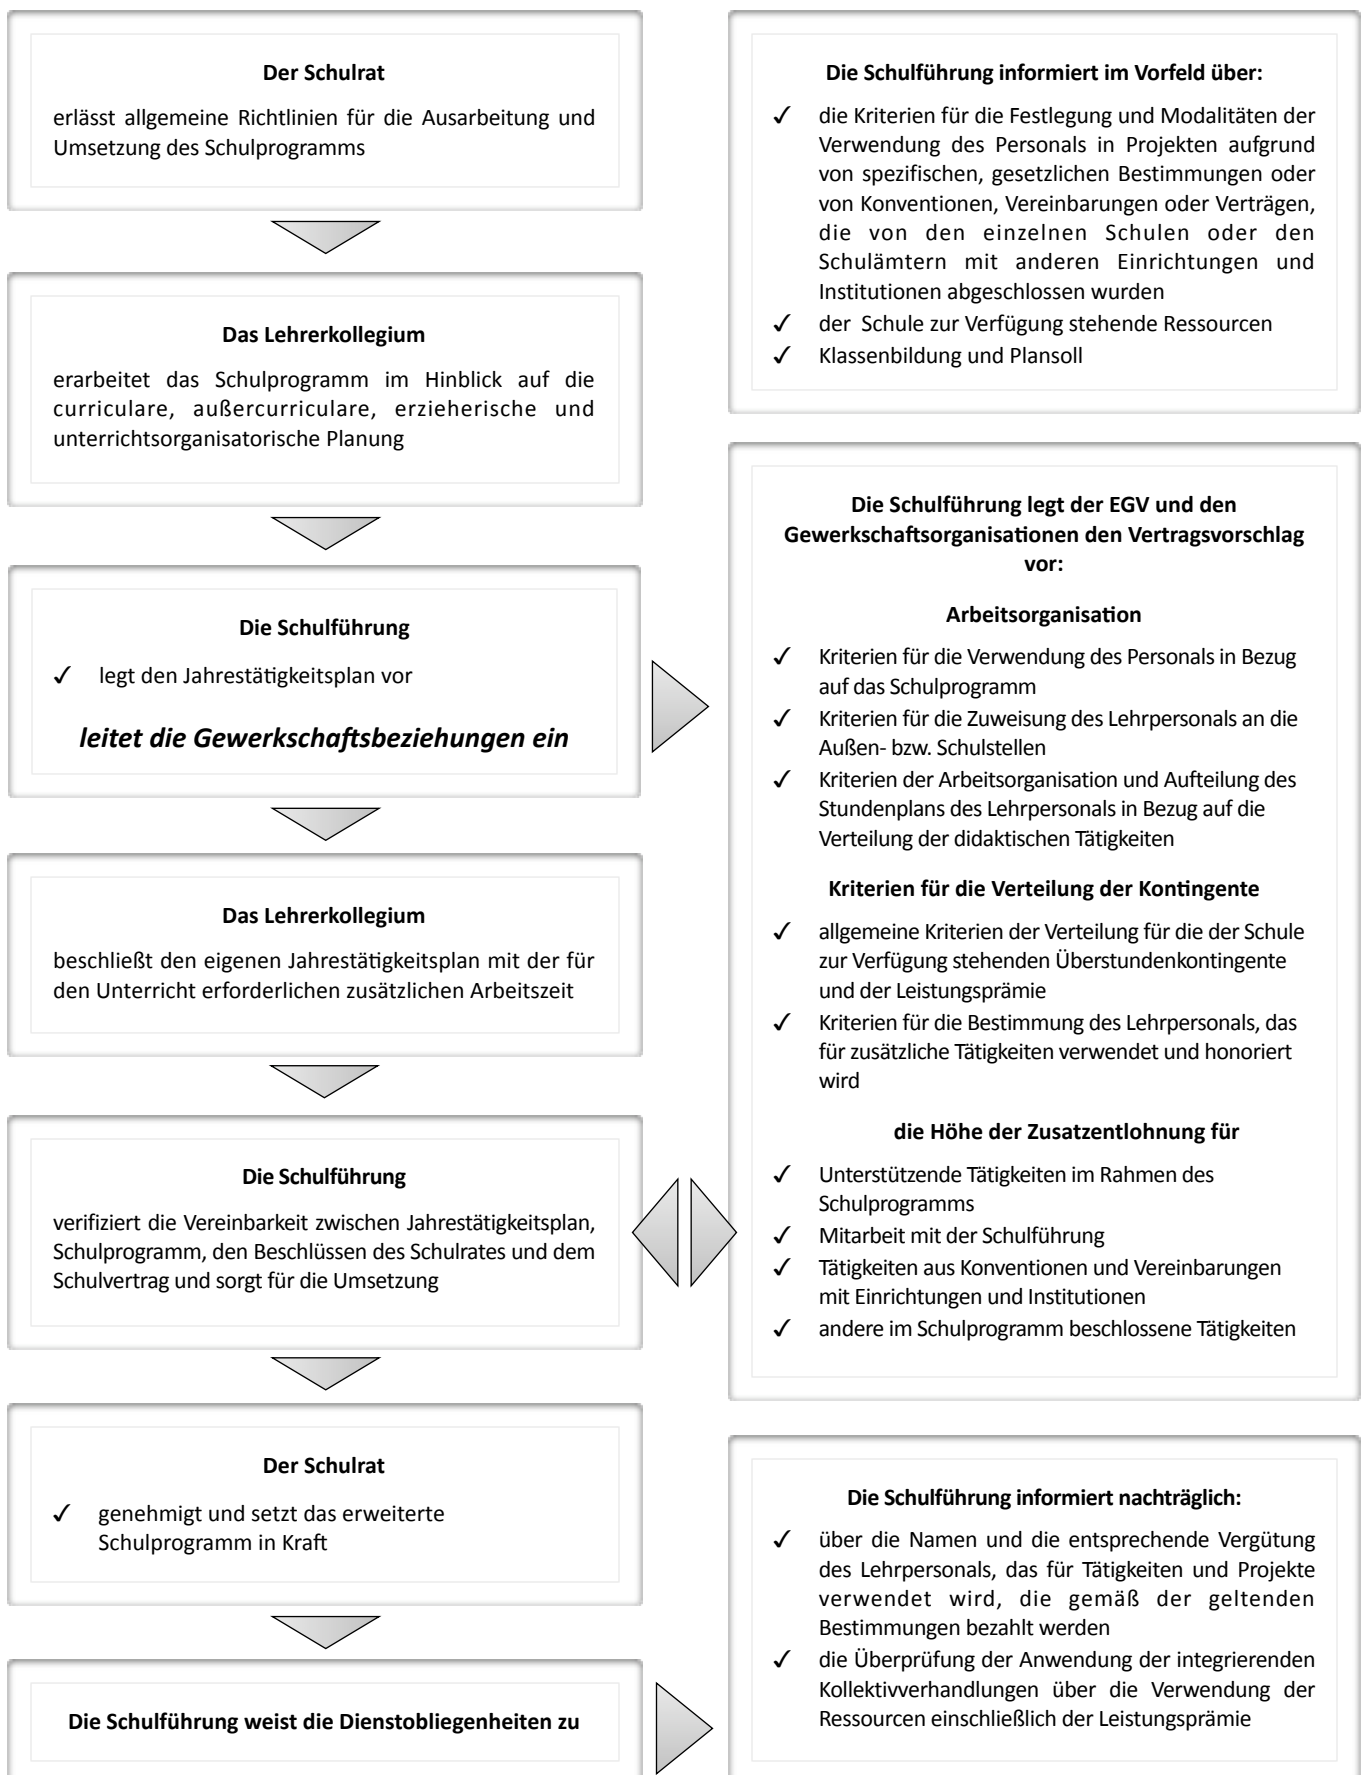 Der Schulrat
erlässt allgemeine Richtlinien für die Ausarbeitung und
Umsetzung des Schulprogramms
Das Lehrerkollegium
erarbeitet das Schulprogramm im Hinblick auf die
curriculare, außercurriculare, erzieherische und
unterrichtsorganisatorische Planung
Die Schulführung
✓ legt den Jahrestätigkeitsplan vor
leitet die Gewerkschaftsbeziehungen ein
Das Lehrerkollegium
beschließt den eigenen Jahrestätigkeitsplan mit der für
den Unterricht erforderlichen zusätzlichen Arbeitszeit
Die Schulführung
verifiziert die Vereinbarkeit zwischen Jahrestätigkeitsplan,
Schulprogramm, den Beschlüssen des Schulrates und dem
Schulvertrag und sorgt für die Umsetzung
Der Schulrat
✓ genehmigt und setzt das erweiterte
Schulprogramm in Kraft
Die Schulführung weist die Dienstobliegenheiten zu
Die Schulführung informiert im Vorfeld über:
✓ die Kriterien für die Festlegung und Modalitäten der
Verwendung des Personals in Projekten aufgrund
von spezifischen, gesetzlichen Bestimmungen oder
von Konventionen, Vereinbarungen oder Verträgen,
die von den einzelnen Schulen oder den
Schulämtern mit anderen Einrichtungen und
Institutionen abgeschlossen wurden
✓ der Schule zur Verfügung stehende Ressourcen
✓ Klassenbildung und Plansoll
Die Schulführung legt der EGV und den
Gewerkschaftsorganisationen den Vertragsvorschlag
vor:
Arbeitsorganisation
✓ Kriterien für die Verwendung des Personals in Bezug
auf das Schulprogramm
✓ Kriterien für die Zuweisung des Lehrpersonals an die
Außen- bzw. Schulstellen
✓ Kriterien der Arbeitsorganisation und Aufteilung des
Stundenplans des Lehrpersonals in Bezug auf die
Verteilung der didaktischen Tätigkeiten
Kriterien für die Verteilung der Kontingente
✓ allgemeine Kriterien der Verteilung für die der Schule
zur Verfügung stehenden Überstundenkontingente
und der Leistungsprämie
✓ Kriterien für die Bestimmung des Lehrpersonals, das
für zusätzliche Tätigkeiten verwendet und honoriert
wird
die Höhe der Zusatzentlohnung für
✓ Unterstützende Tätigkeiten im Rahmen des
Schulprogramms
✓ Mitarbeit mit der Schulführung
✓ Tätigkeiten aus Konventionen und Vereinbarungen
mit Einrichtungen und Institutionen
✓ andere im Schulprogramm beschlossene Tätigkeiten
Die Schulführung informiert nachträglich:
✓ über die Namen und die entsprechende Vergütung
des Lehrpersonals, das für Tätigkeiten und Projekte
verwendet wird, die gemäß der geltenden
Bestimmungen bezahlt werden
✓ die Überprüfung der Anwendung der integrierenden
Kollektivverhandlungen über die Verwendung der
Ressourcen einschließlich der Leistungsprämie